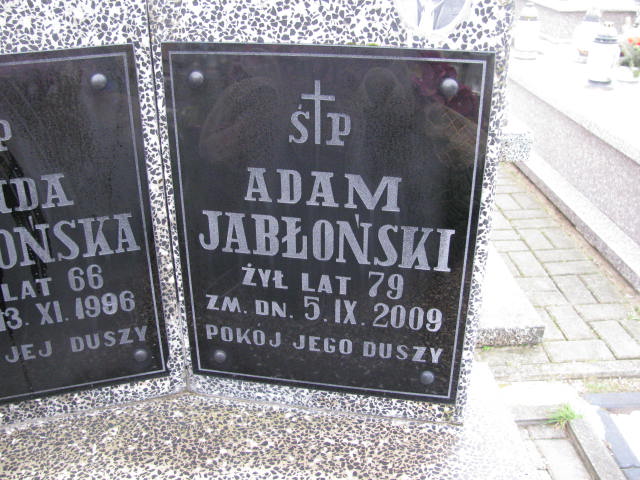 ŚP
ADAM
JABŁOŃSKI
ŻYŁ LAT 79
ZM. DN. 5. IX. 2009
POKÓJ JEGO DUSZY
LAT 66
13. XI. 1996
JEJ DUSZY